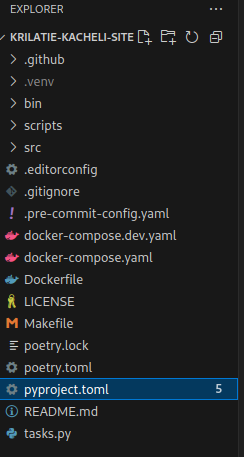 EXPLORER
KRILATIE-KACHELI-SITE
.github
.venv
bin
scripts
src
.editorconfig
.gitignore
.pre-commit-config.yaml
docker-compose.dev.yaml
docker-compose.yaml
Dockerfile
LICENSE
Makefile
poetry.lock
poetry.toml
pyproject.toml 5
README.md
tasks.py